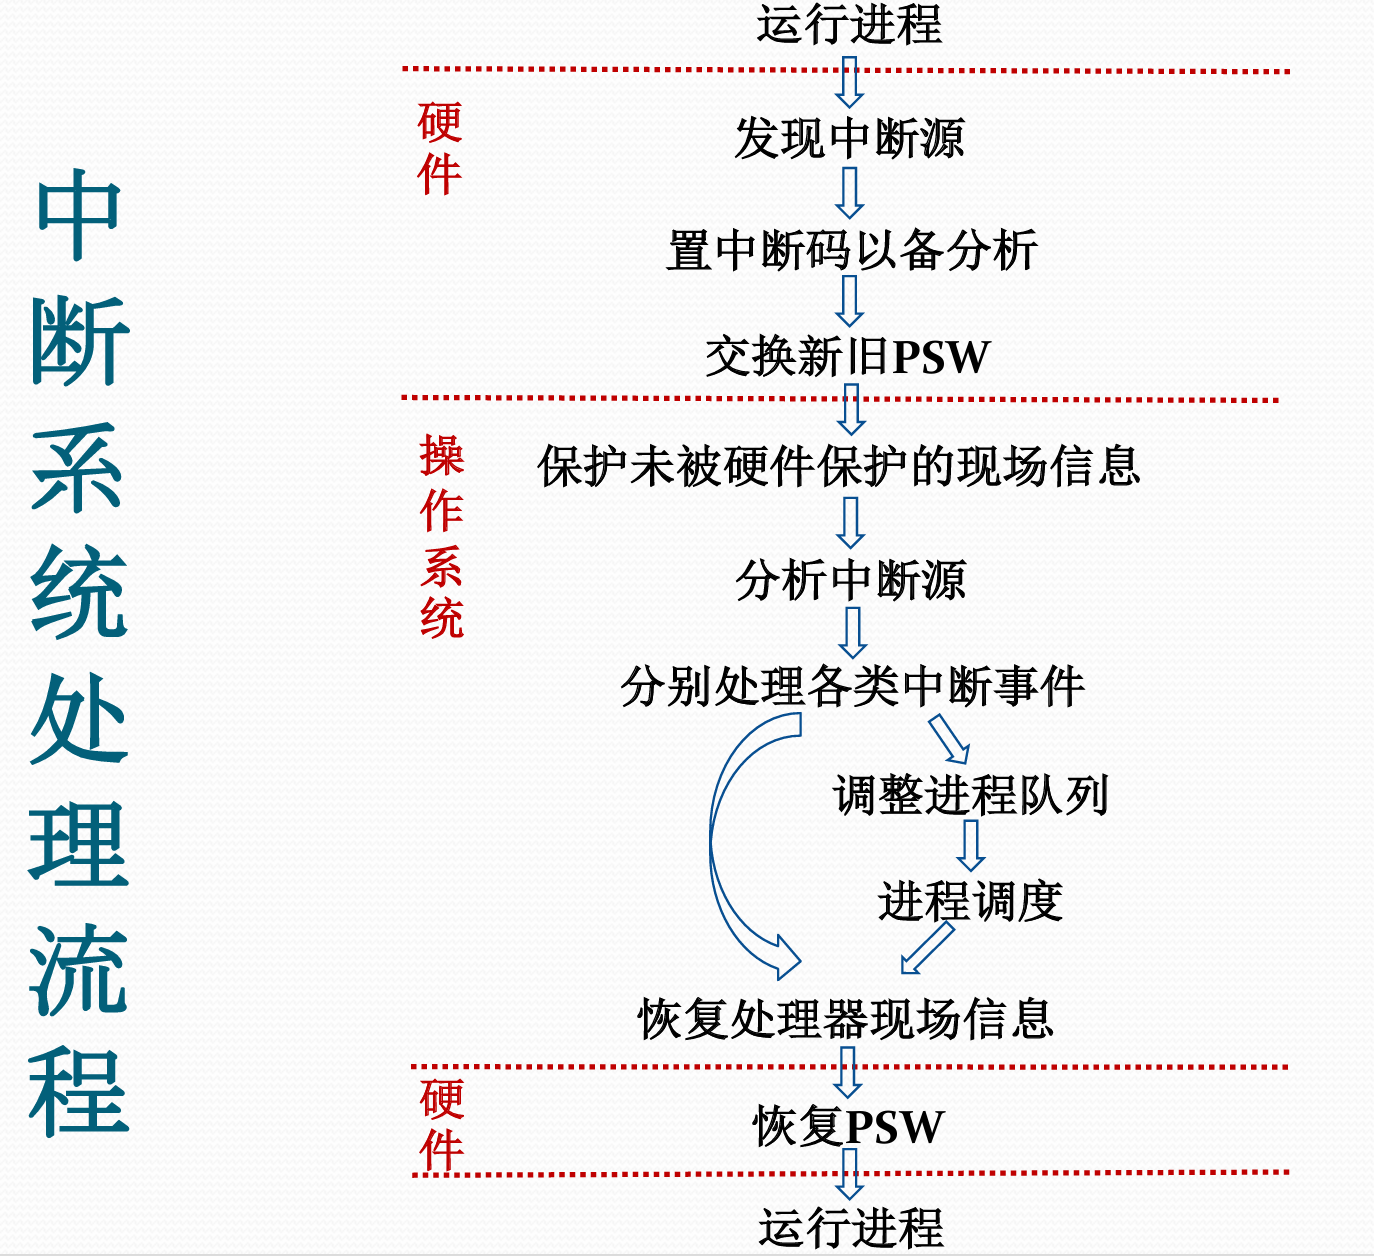 中断系统处理流程
运行进程
硬件
发现中断源
置中断码以备分析
交换新旧PSW
操作系统
保护未被硬件保护的现场信息
分析中断源
分别处理各类中断事件
调整进程队列
进程调度
恢复处理器现场信息
硬件
恢复PSW
运行进程